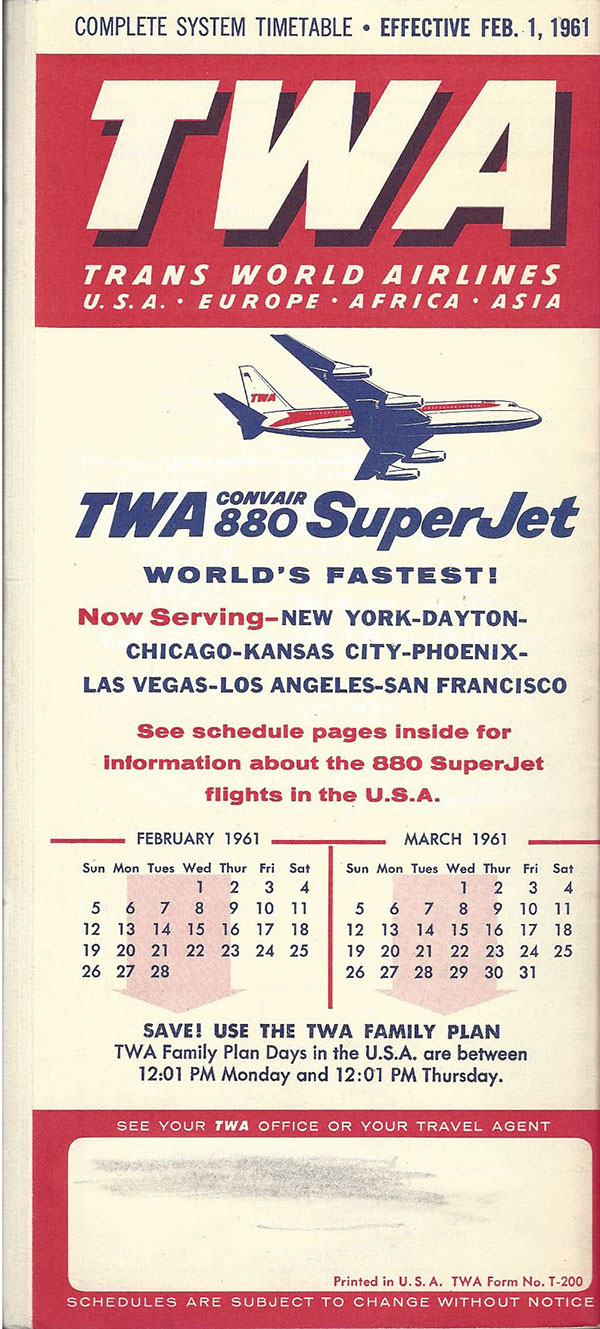 COMPLETE SYSTEM TIMETABLE • EFFECTIVE FEB. 1, 1961
TWA
TRANS WORLD AIRLINES
U.S.A. · EUROPE · AFRICA · ASIA
TWA
TWA CONVAIR 880 SuperJet
WORLD'S FASTEST!
Now Serving-NEW YORK-DAYTON-
CHICAGO-KANSAS CITY-PHOENIX-
LAS VEGAS-LOS ANGELES-SAN FRANCISCO
See schedule pages inside for
information about the 880 SuperJet
flights in the U.S.A.
FEBRUARY 1961
Sun Mon Tues Wed Thur Fri Sat
1 2 3 4
5 6 7 8 9 10 11
12 13 14 15 16 17 18
19 20 21 22 23 24 25
26 27 28
MARCH 1961
Sun Mon Tues Wed Thur Fri Sat
1 2 3 4
5 6 7 8 9 10 11
12 13 14 15 16 17 18
19 20 21 22 23 24 25
26 27 28 29 30 31
SAVE! USE THE TWA FAMILY PLAN
TWA Family Plan Days in the U.S.A. are between
12:01 PM Monday and 12:01 PM Thursday.
SEE YOUR TWA OFFICE OR YOUR TRAVEL AGENT
Printed in U.S.A. TWA Form No. T-200
SCHEDULES ARE SUBJECT TO CHANGE WITHOUT NOTICE